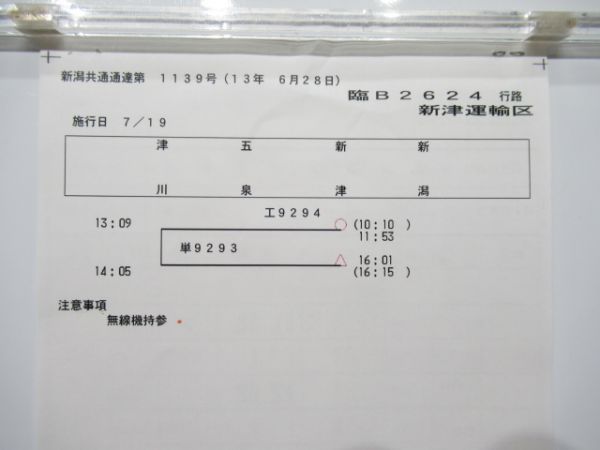 新潟共通通達第 1139号(13年 6月28日)
臨B2624 行路
新津運輸区
施行日 7/19
津川 五泉 新津 新潟
工9294
13:09 (10:10 )
11:53
単9293
14:05 16:01
(16:15 )
注意事項
無線機持参